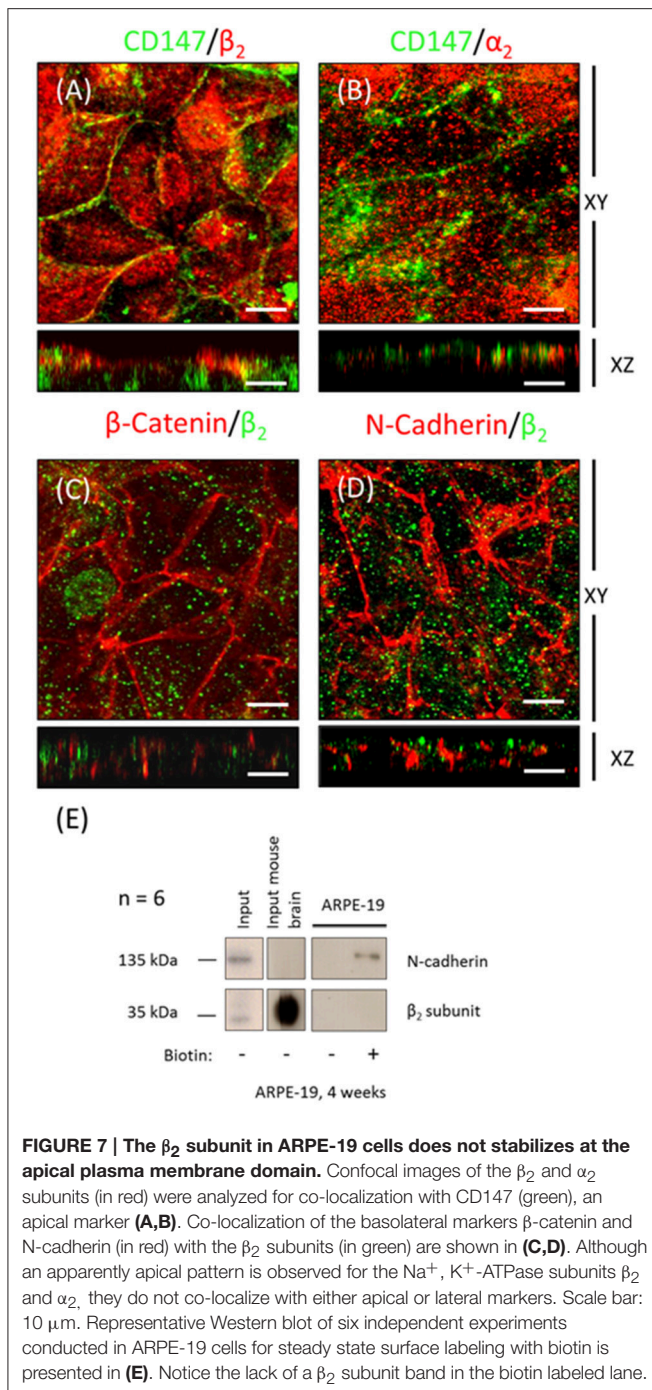 CD147/β₂
CD147/α₂
(A)
(B)
XY
XZ
β-Catenin/β₂
N-Cadherin/β₂
(C)
(D)
XY
XZ
(E)
n = 6
Input
Input mouse
brain
ARPE-19
135 kDa
N-cadherin
35 kDa
β₂ subunit
Biotin: - - - +
ARPE-19, 4 weeks
FIGURE 7 | The β₂ subunit in ARPE-19 cells does not stabilizes at the
apical plasma membrane domain. Confocal images of the β₂ and α₂
subunits (in red) were analyzed for co-localization with CD147 (green), an
apical marker (A,B). Co-localization of the basolateral markers β-catenin and
N-cadherin (in red) with the β₂ subunits (in green) are shown in (C,D). Although
an apparently apical pattern is observed for the Na⁺, K⁺-ATPase subunits β₂
and α₂, they do not co-localize with either apical or lateral markers. Scale bar:
10 μm. Representative Western blot of six independent experiments
conducted in ARPE-19 cells for steady state surface labeling with biotin is
presented in (E). Notice the lack of a β₂ subunit band in the biotin labeled lane.